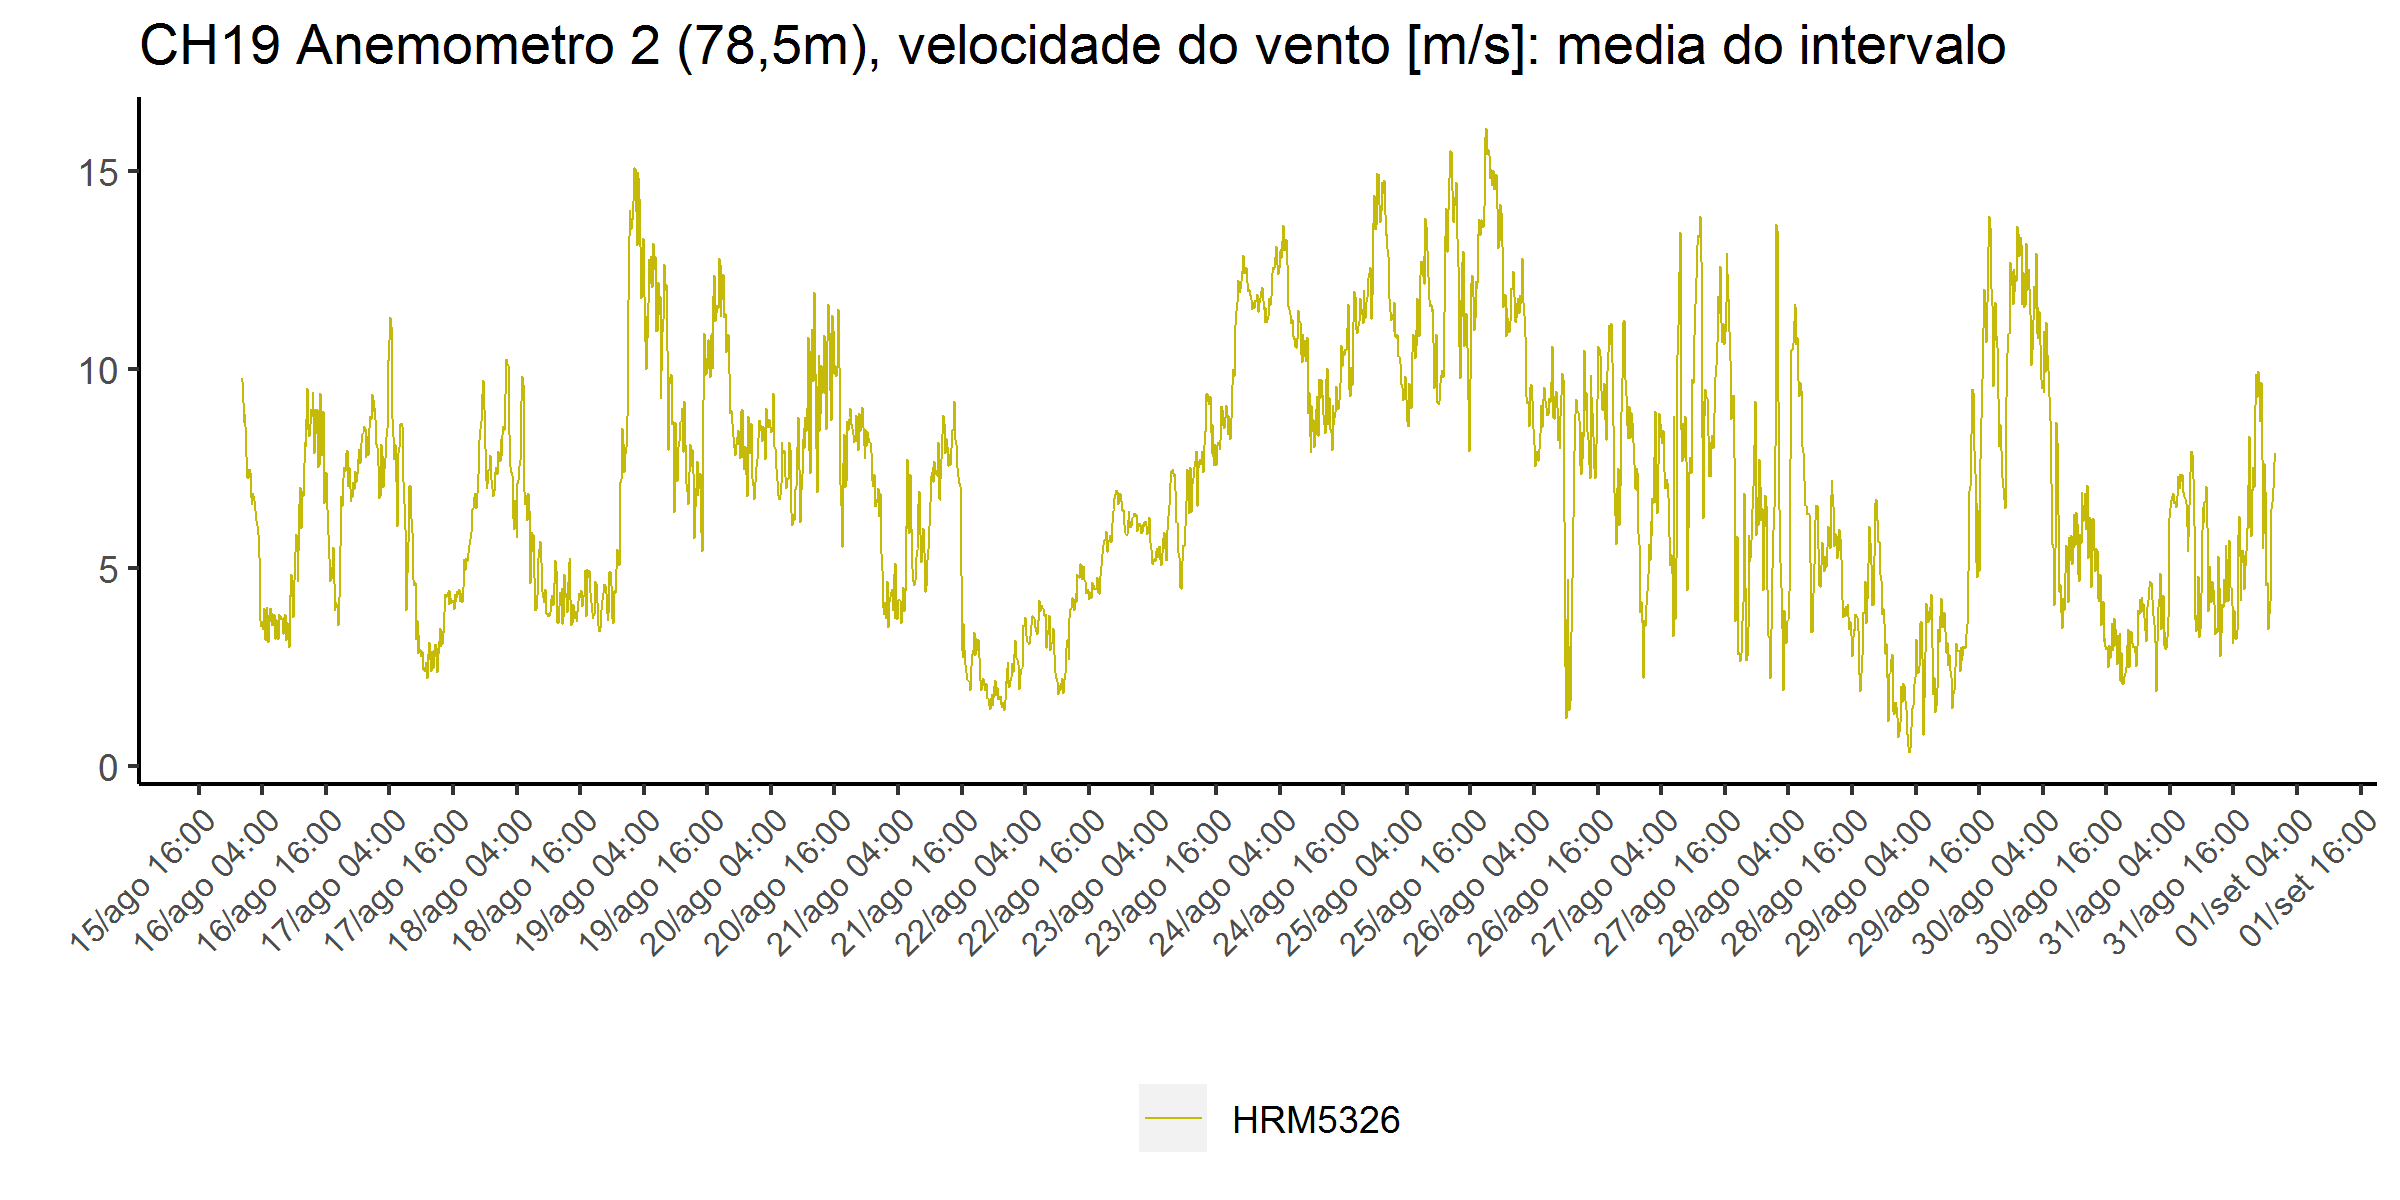 CH19 Anemometro 2 (78,5m), velocidade do vento [m/s]: media do intervalo
15
10
5
0
15/ago 16:00
16/ago 04:00
16/ago 16:00
17/ago 04:00
17/ago 16:00
18/ago 04:00
18/ago 16:00
19/ago 04:00
19/ago 16:00
20/ago 04:00
20/ago 16:00
21/ago 04:00
21/ago 16:00
22/ago 04:00
22/ago 16:00
23/ago 04:00
23/ago 16:00
24/ago 04:00
24/ago 16:00
25/ago 04:00
25/ago 16:00
26/ago 04:00
26/ago 16:00
27/ago 04:00
27/ago 16:00
28/ago 04:00
28/ago 16:00
29/ago 04:00
29/ago 16:00
30/ago 04:00
30/ago 16:00
31/ago 04:00
31/ago 16:00
01/set 04:00
01/set 16:00
HRM5326